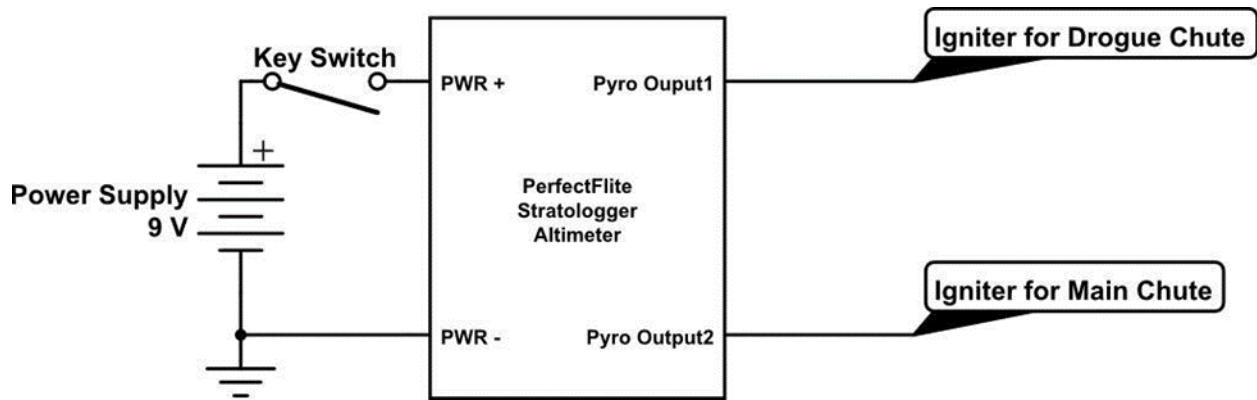 Igniter for Drogue Chute
Key Switch
PWR +
Pyro Ouput1
+
Power Supply
9 V
PerfectFlite
Stratologger
Altimeter
Igniter for Main Chute
PWR -
Pyro Output2